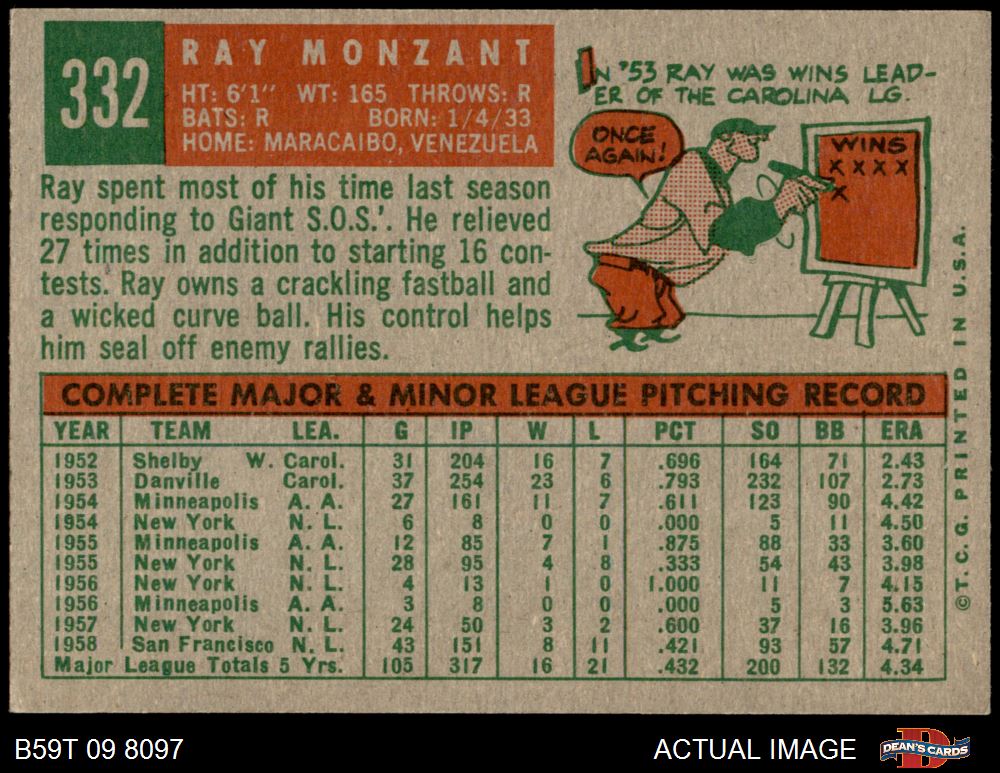 332
RAY MONZANT
HT: 6'1" WT: 165 THROWS: R
BATS: R BORN: 1/4/33
HOME: MARACAIBO, VENEZUELA
IN '53 RAY WAS WINS LEAD-
ER OF THE CAROLINA LG.
ONCE
AGAIN!
WINS
X X X X
X
Ray spent most of his time last season
responding to Giant S.O.S.'. He relieved
27 times in addition to starting 16 con-
tests. Ray owns a crackling fastball and
a wicked curve ball. His control helps
him seal off enemy rallies.
COMPLETE MAJOR & MINOR LEAGUE PITCHING RECORD
YEAR TEAM LEA. G IP W L PCT SO BB ERA
1952 Shelby W. Carol. 31 204 16 7 .696 164 71 2.43
1953 Danville Carol. 37 254 23 6 .793 232 107 2.73
1954 Minneapolis A. A. 27 161 11 7 .611 123 90 4.42
1954 New York N. L. 6 8 0 0 .000 5 11 4.50
1955 Minneapolis A. A. 12 85 7 1 .875 88 33 3.60
1955 New York N. L. 28 95 4 8 .333 54 43 3.98
1956 New York N. L. 4 13 1 0 1.000 11 7 4.15
1956 Minneapolis A. A. 3 8 0 0 .000 5 3 5.63
1957 New York N. L. 24 50 3 2 .600 37 16 3.96
1958 San Francisco N. L. 43 151 8 11 .421 93 57 4.71
Major League Totals 5 Yrs. 105 317 16 21 .432 200 132 4.34
© T. C. G. PRINTED IN U.S.A.
B59T 09 8097
ACTUAL IMAGE
DEAN'S CARDS